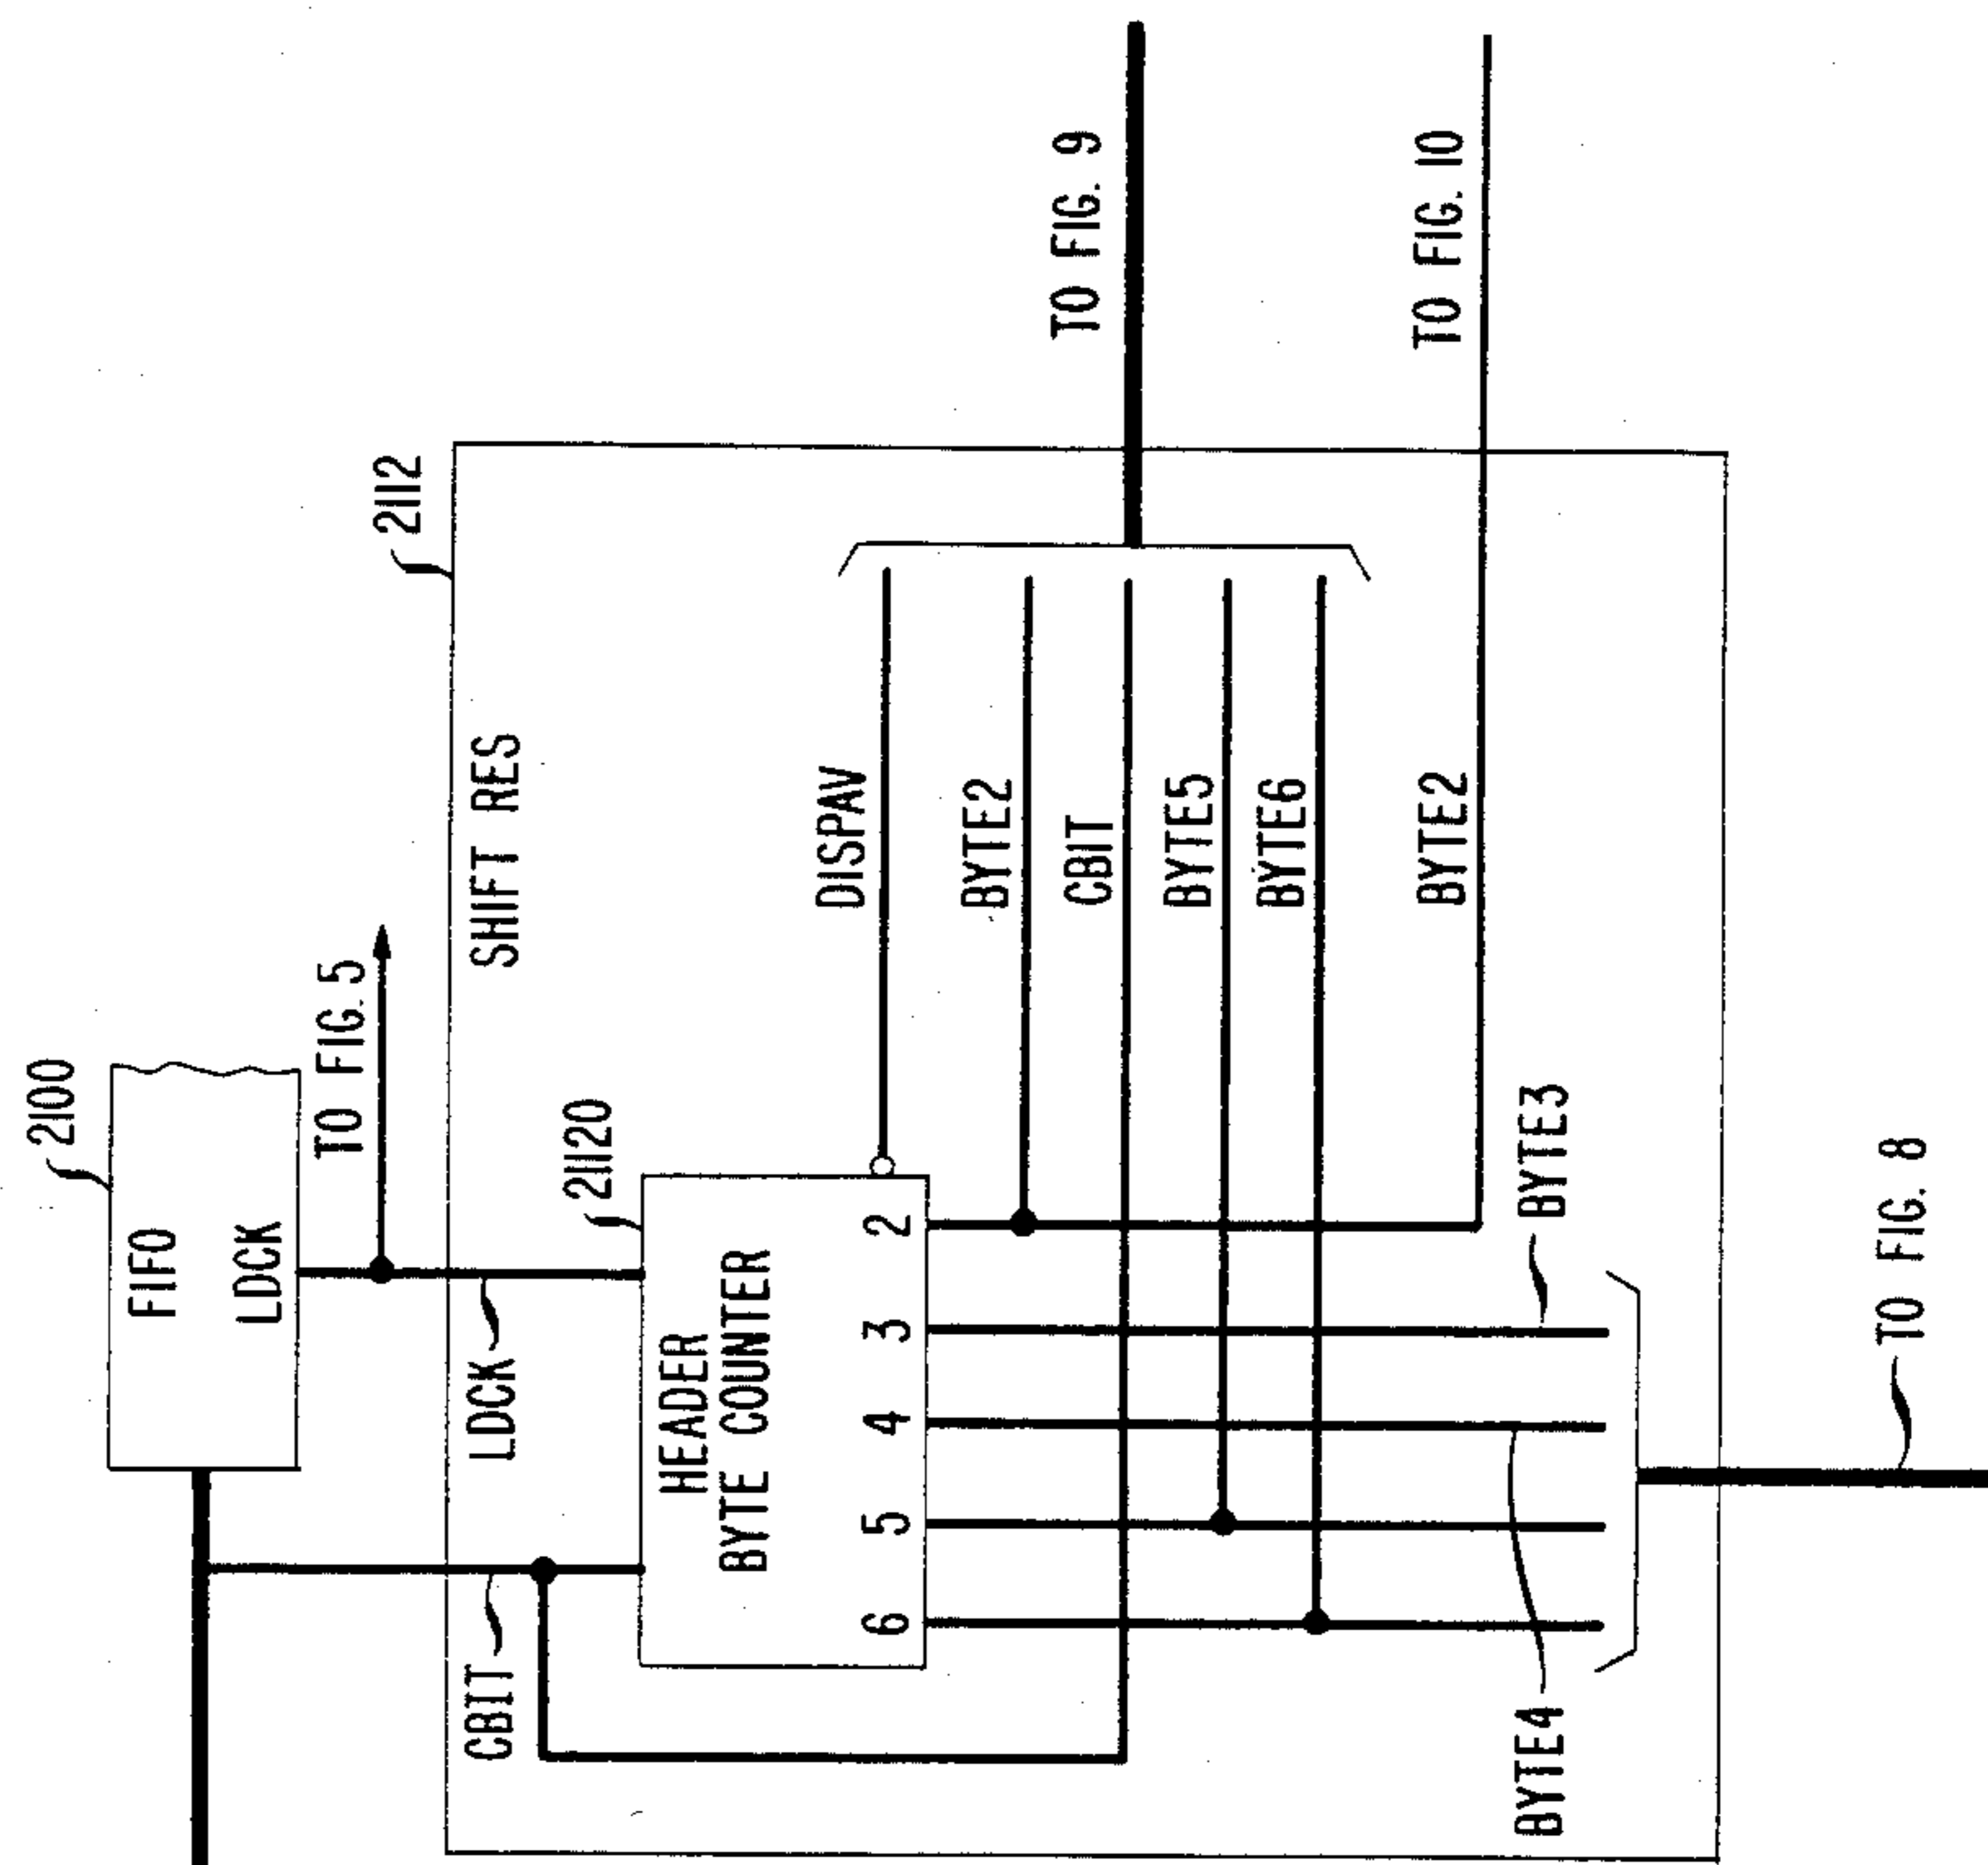 2100
FIFO
LDCK
TO FIG. 5
2112
SHIFT RES
LDCK
CBIT
21120
HEADER
BYTE COUNTER
6 5 4 3 2
DISPAV
BYTE2
CBIT
BYTE5
BYTE6
BYTE2
TO FIG. 9
TO FIG. 10
BYTE4
BYTE3
TO FIG. 8